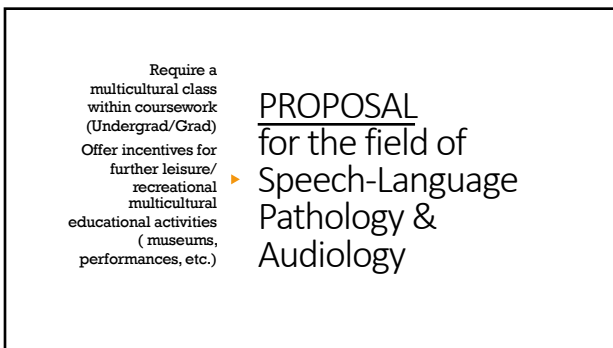 Require a
multicultural class
within coursework
(Undergrad/Grad)
Offer incentives for
further leisure/
recreational
multicultural
educational activities
( museums,
performances, etc.)
PROPOSAL
for the field of
Speech-Language
Pathology &
Audiology